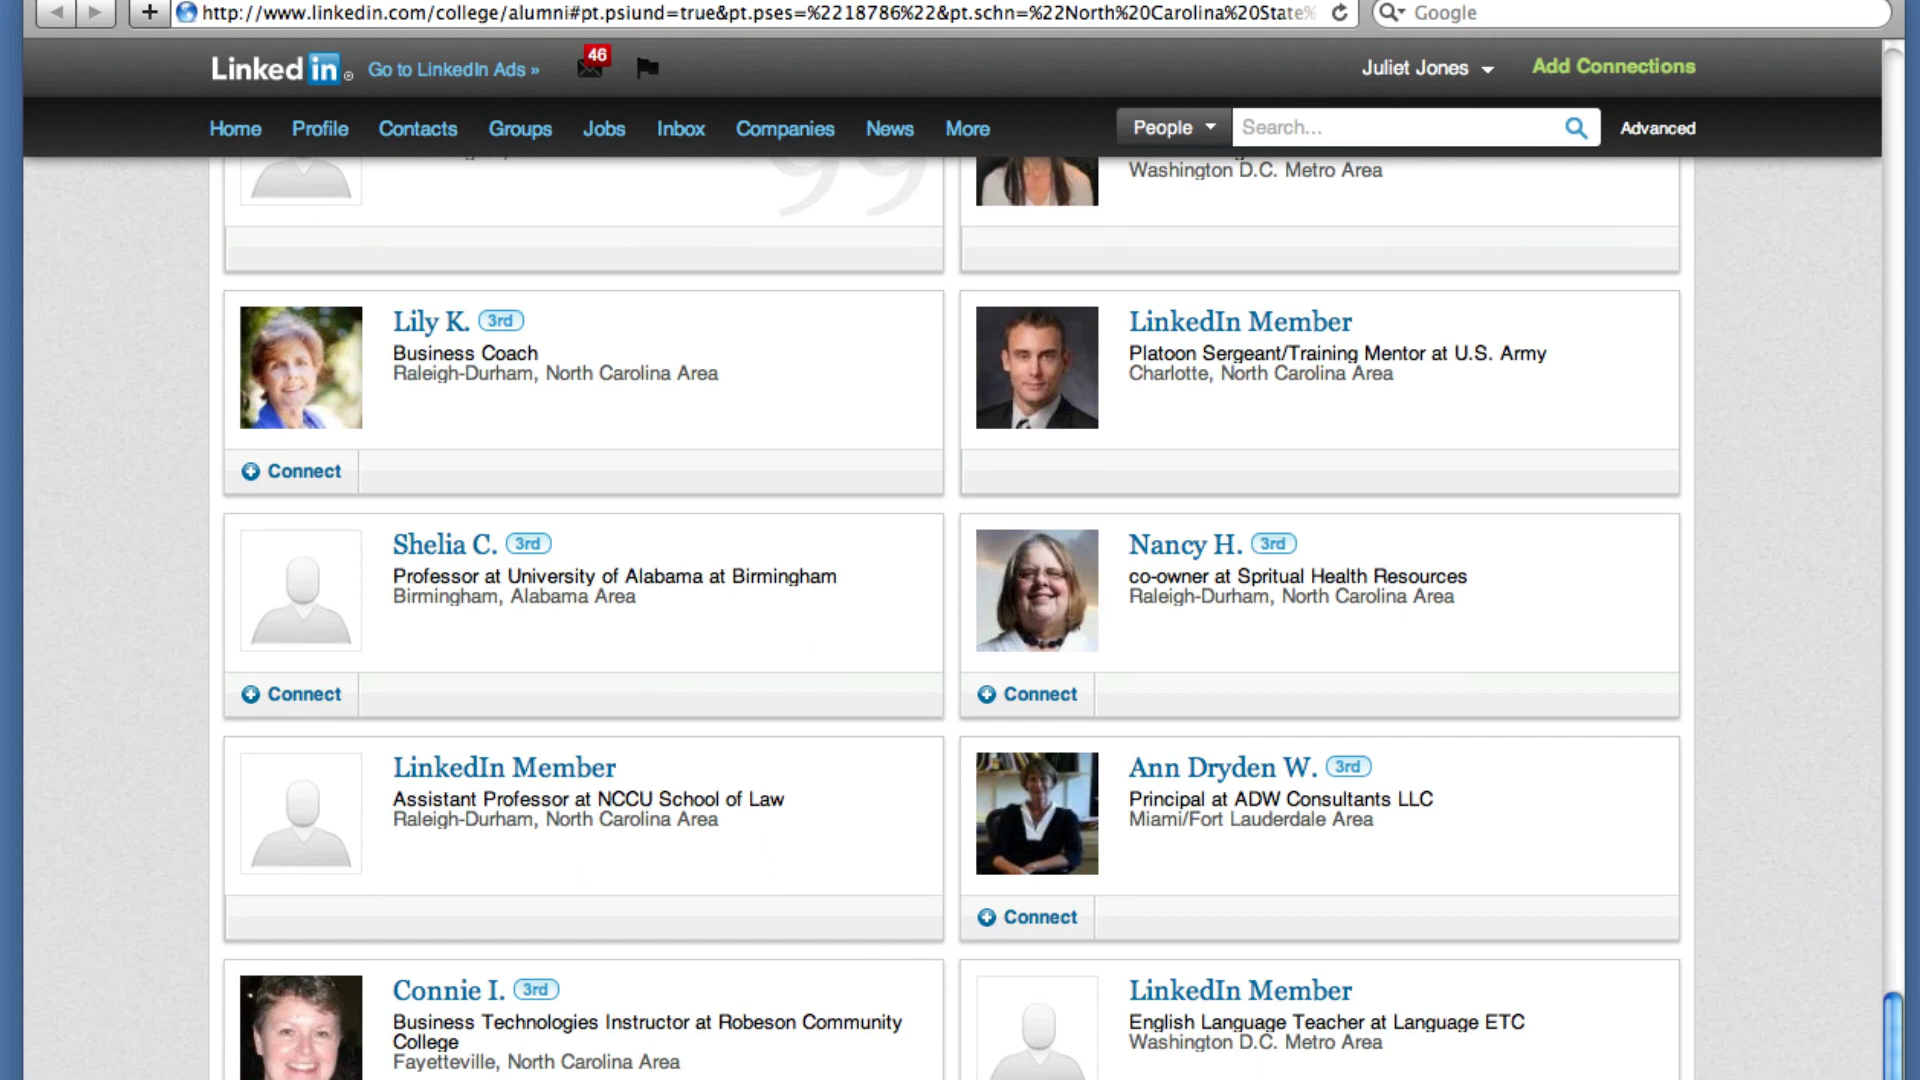 http://www.linkedin.com/college/alumni#pt.psiund=true&pt.pses=%2218786%22&pt.schn=%22North%20Carolina%20State%
Google
Linked in
Go to LinkedIn Ads »
46
Juliet Jones
Add Connections
Home Profile Contacts Groups Jobs Inbox Companies News More
People
Search...
Advanced
99
Washington D.C. Metro Area
Lily K. 3rd
Business Coach
Raleigh-Durham, North Carolina Area
Connect
LinkedIn Member
Platoon Sergeant/Training Mentor at U.S. Army
Charlotte, North Carolina Area
Shelia C. 3rd
Professor at University of Alabama at Birmingham
Birmingham, Alabama Area
Connect
Nancy H. 3rd
co-owner at Spritual Health Resources
Raleigh-Durham, North Carolina Area
Connect
LinkedIn Member
Assistant Professor at NCCU School of Law
Raleigh-Durham, North Carolina Area
Ann Dryden W. 3rd
Principal at ADW Consultants LLC
Miami/Fort Lauderdale Area
Connect
Connie I. 3rd
Business Technologies Instructor at Robeson Community
College
Fayetteville, North Carolina Area
LinkedIn Member
English Language Teacher at Language ETC
Washington D.C. Metro Area